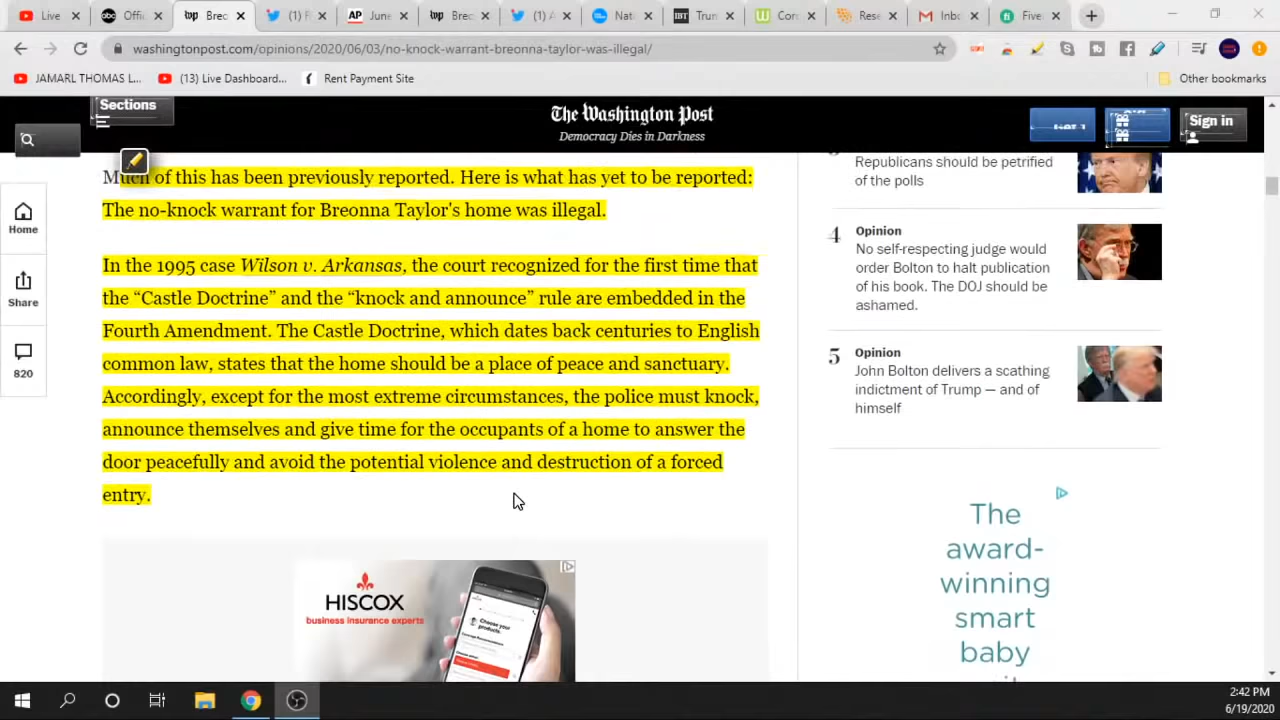 Live
Offi
Brec
(1) F
June
Brec
(1) A
Nati
Trum
Con
Rese
Inbo
Five
washingtonpost.com/opinions/2020/06/03/no-knock-warrant-breonna-taylor-was-illegal/
JAMARL THOMAS L...
(13) Live Dashboard...
Rent Payment Site
Other bookmarks
Sections
The Washington Post
Democracy Dies in Darkness
Sign in
Home
Share
820
Much of this has been previously reported. Here is what has yet to be reported:
The no-knock warrant for Breonna Taylor's home was illegal.
In the 1995 case Wilson v. Arkansas, the court recognized for the first time that
the “Castle Doctrine” and the “knock and announce” rule are embedded in the
Fourth Amendment. The Castle Doctrine, which dates back centuries to English
common law, states that the home should be a place of peace and sanctuary.
Accordingly, except for the most extreme circumstances, the police must knock,
announce themselves and give time for the occupants of a home to answer the
door peacefully and avoid the potential violence and destruction of a forced
entry.
HISCOX
business insurance experts
Choose your
products.
Republicans should be petrified
of the polls
4
Opinion
No self-respecting judge would
order Bolton to halt publication
of his book. The DOJ should be
ashamed.
5
Opinion
John Bolton delivers a scathing
indictment of Trump — and of
himself
The
award-
winning
smart
baby
2:42 PM
6/19/2020